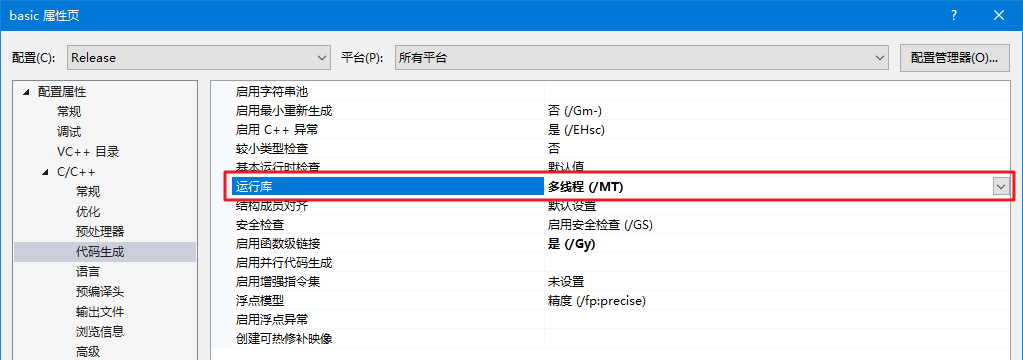 basic 属性页 ?
配置(C): Release 平台(P): 所有平台 配置管理器(O)...
配置属性
常规
调试
VC++ 目录
C/C++
常规
优化
预处理器
代码生成
语言
预编译头
输出文件
浏览信息
高级
启用字符串池
启用最小重新生成 否 (/Gm-)
启用 C++ 异常 是 (/EHsc)
较小类型检查 否
基本运行时检查 默认值
运行库 多线程 (/MT)
结构成员对齐 默认设置
安全检查 启用安全检查 (/GS)
启用函数级链接 是 (/Gy)
启用并行代码生成
启用增强指令集 未设置
浮点模型 精度 (/fp:precise)
启用浮点异常
创建可热修补映像